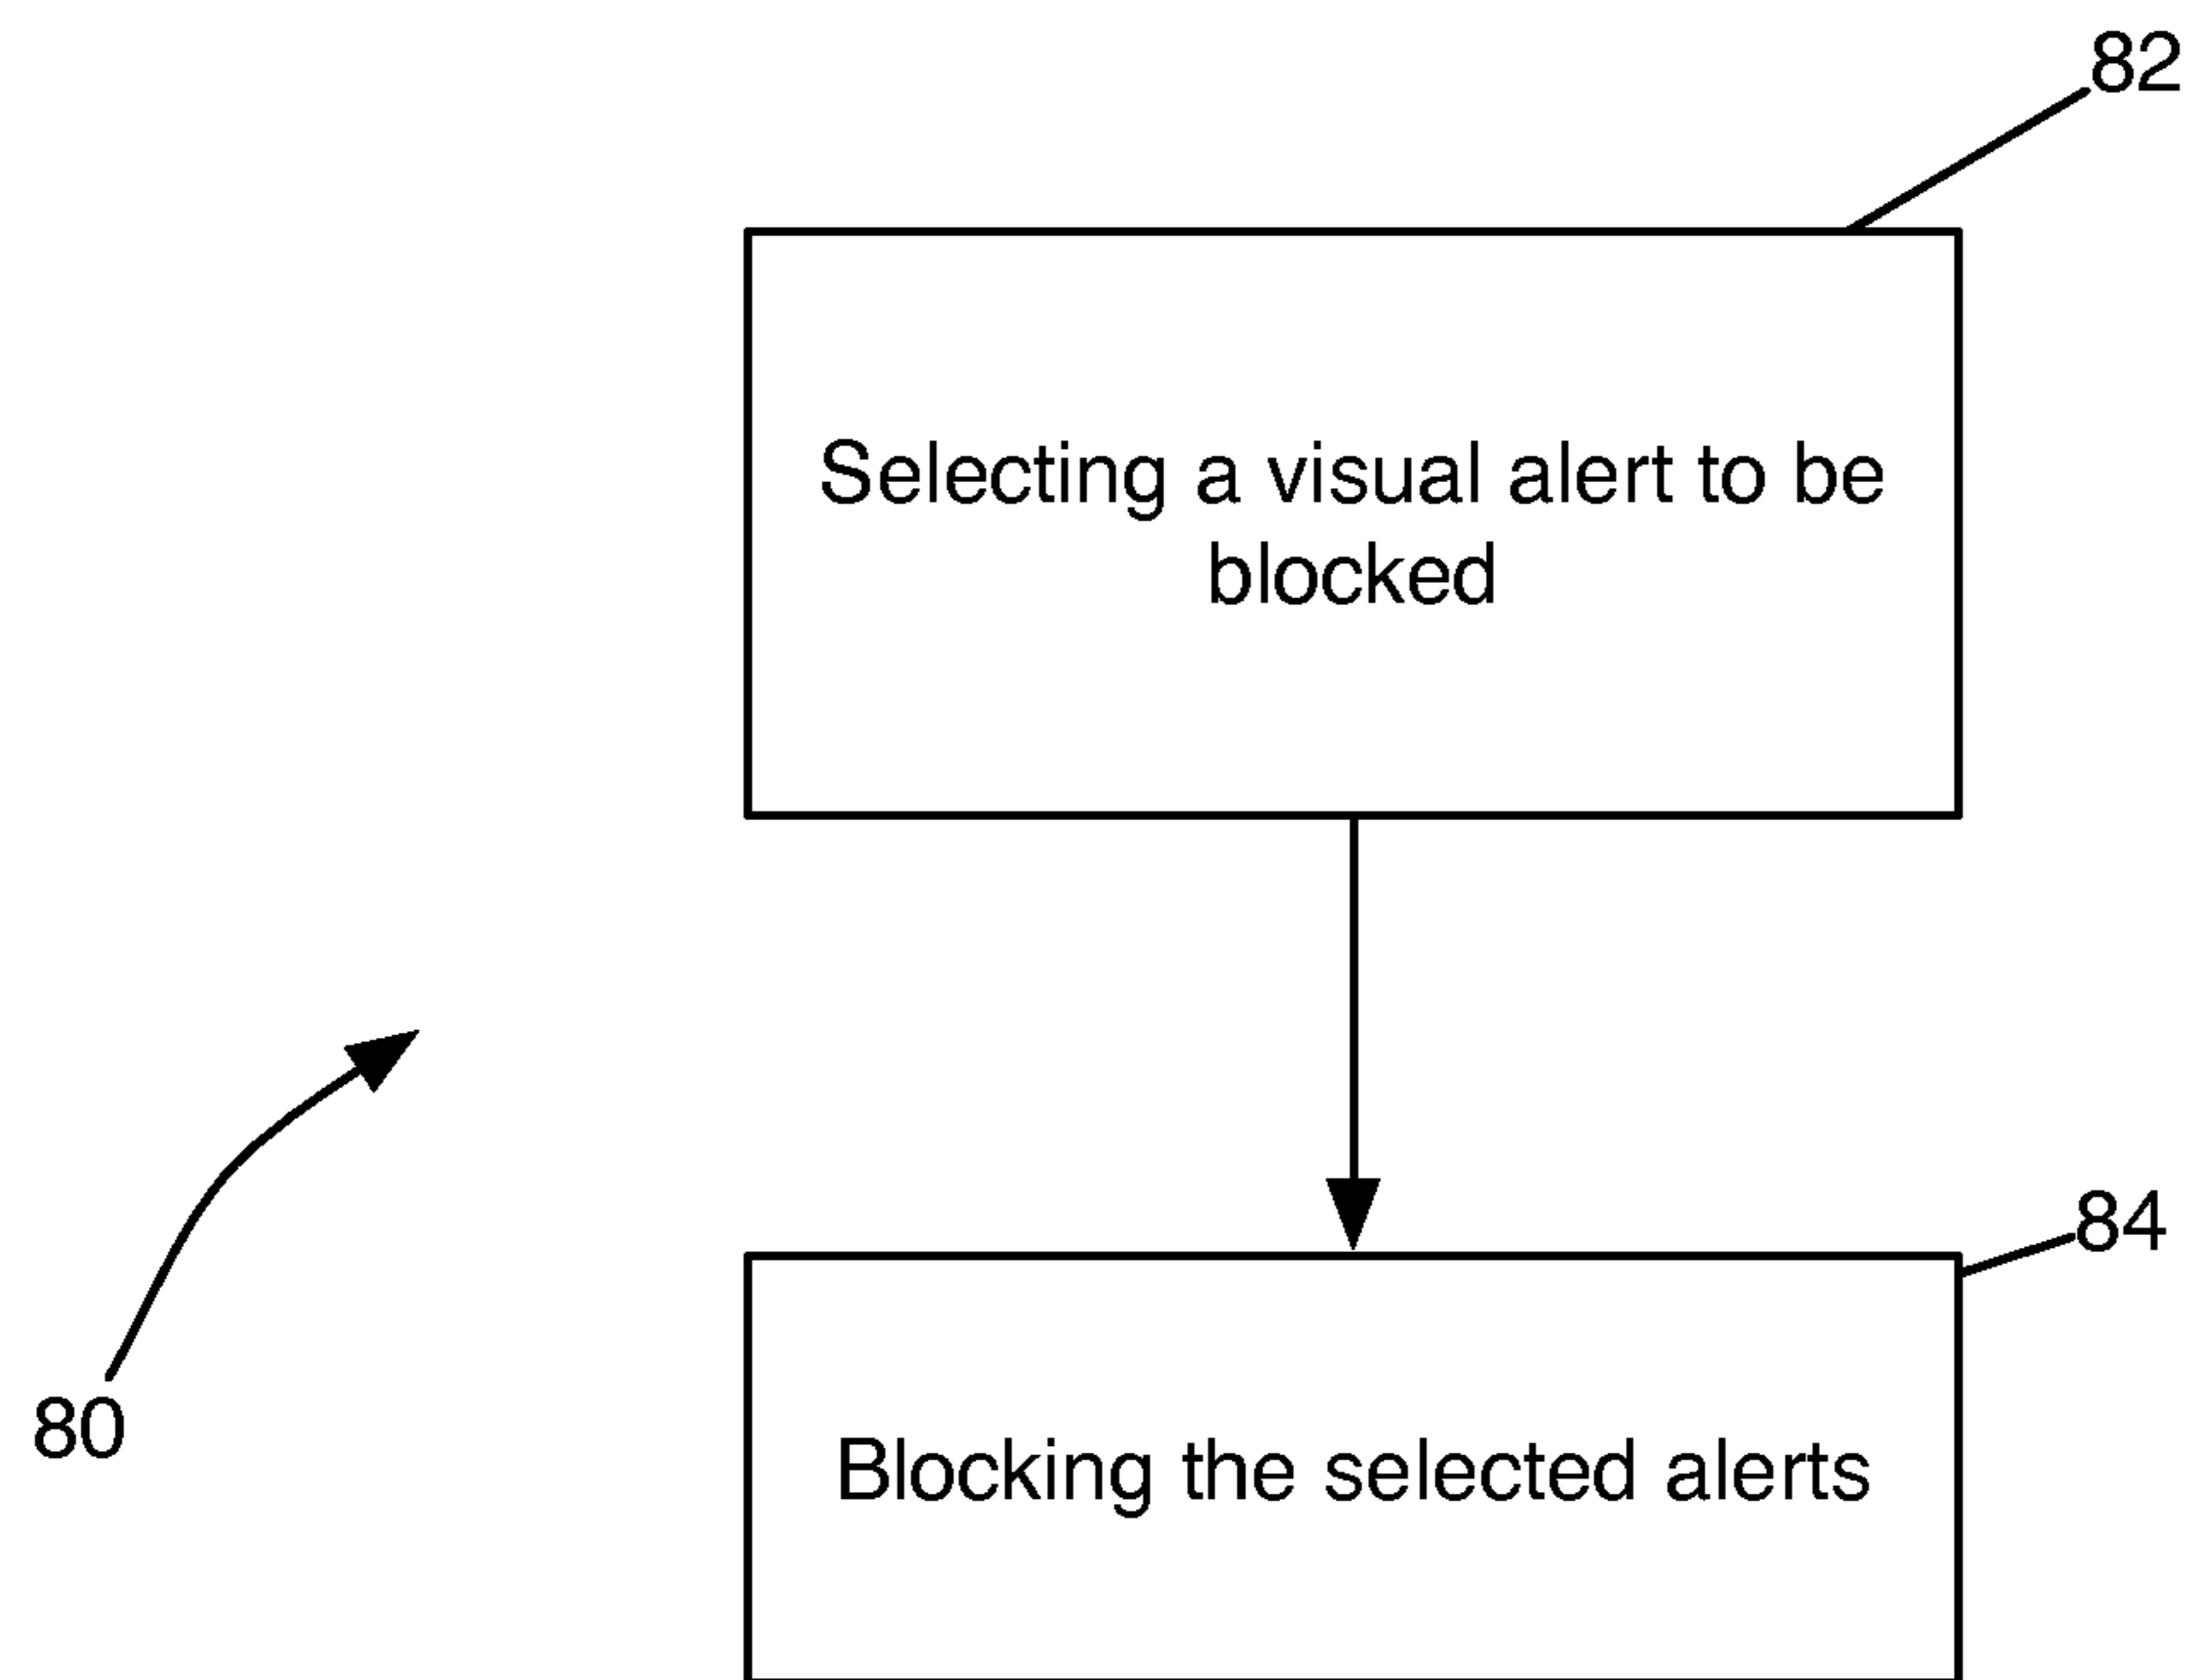 82
Selecting a visual alert to be
blocked
84
80
Blocking the selected alerts